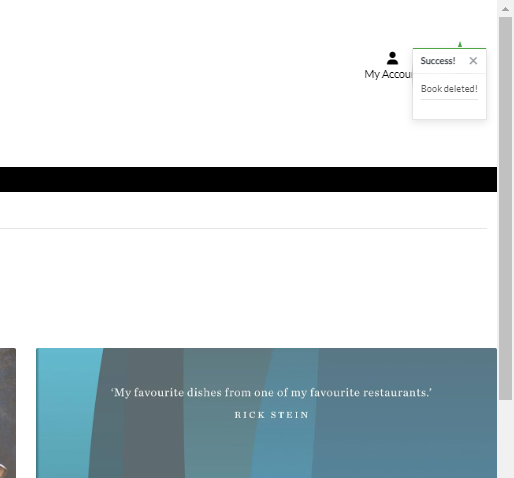 Success!
My Accou
Book deleted!
'My favourite dishes from one of my favourite restaurants.'
RICK STEIN